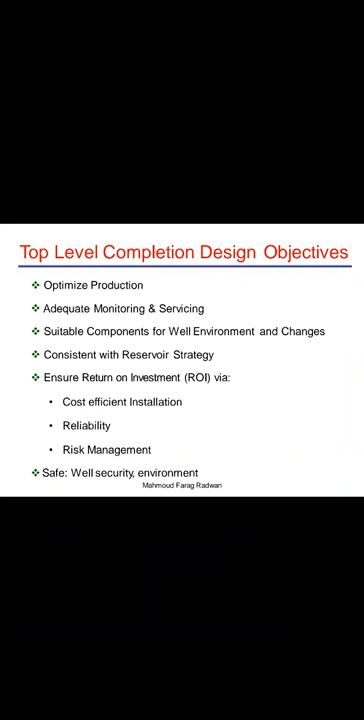 Top Level Completion Design Objectives
❖ Optimize Production
❖ Adequate Monitoring & Servicing
❖ Suitable Components for Well Environment and Changes
❖ Consistent with Reservoir Strategy
❖ Ensure Return on Investment (ROI) via:
• Cost efficient Installation
• Reliability
• Risk Management
❖ Safe: Well security, environment
Mahmoud Farag Radwan